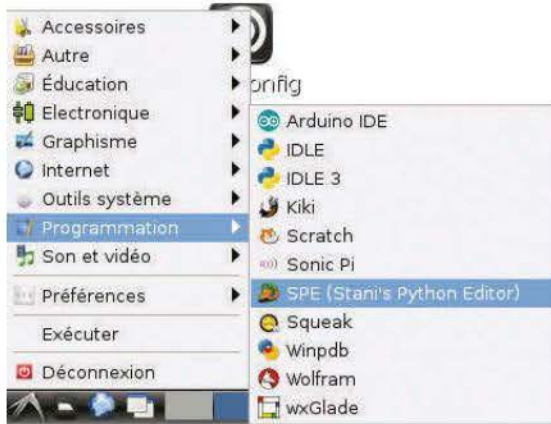 Accessoires
Autre
Éducation
Electronique
Graphisme
Internet
Outils système
Programmation
Son et vidéo
Préférences
Exécuter
Déconnexion
onfig
Arduino IDE
IDLE
IDLE 3
Kiki
Scratch
Sonic Pi
SPE (Stani's Python Editor)
Squeak
Winpdb
Wolfram
wxGlade